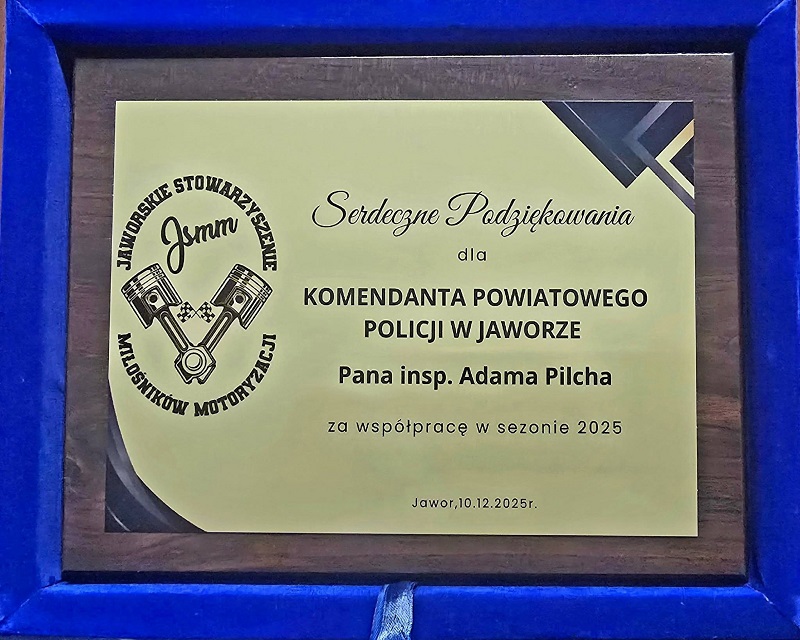 JAWORSKIE STOWARZYSZENIE
Jsmm
MIŁOŚNIKÓW MOTORYZACJI
Serdeczne Podziękowania
dla
KOMENDANTA POWIATOWEGO
POLICJI W JAWORZE
Pana insp. Adama Pilcha
za współpracę w sezonie 2025
Jawor,10.12.2025r.